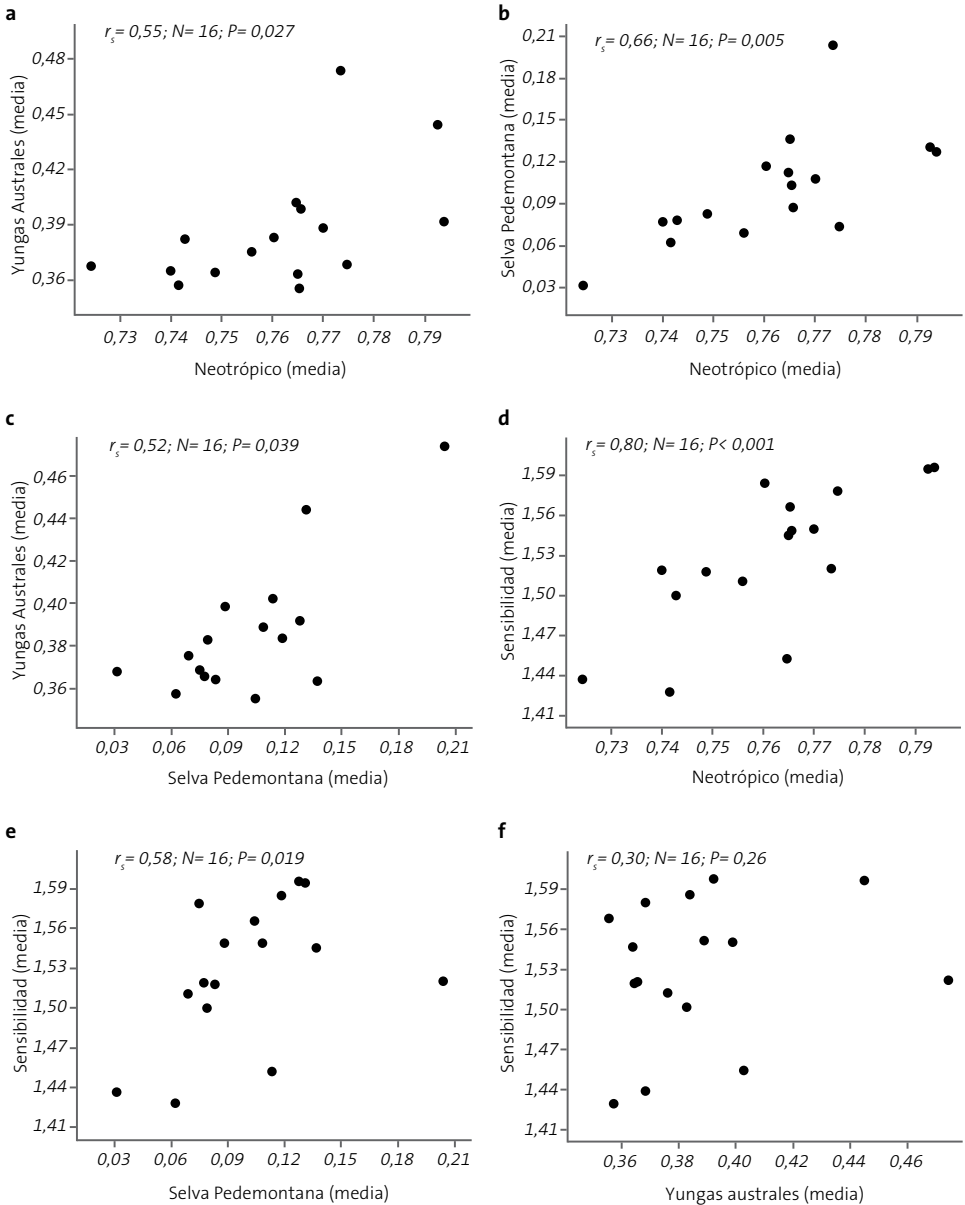 a
r_s= 0,55; N= 16; P= 0,027
0,48
0,45
0,42
0,39
0,36
Yungas Australes (media)
0,73 0,74 0,75 0,76 0,77 0,78 0,79
Neotrópico (media)
b
r_s= 0,66; N= 16; P= 0,005
0,21
0,18
0,15
0,12
0,09
0,06
0,03
Selva Pedemontana (media)
0,73 0,74 0,75 0,76 0,77 0,78 0,79
Neotrópico (media)
c
r_s= 0,52; N= 16; P= 0,039
0,46
0,44
0,42
0,40
0,38
0,36
Yungas Australes (media)
0,03 0,06 0,09 0,12 0,15 0,18 0,21
Selva Pedemontana (media)
d
r_s= 0,80; N= 16; P< 0,001
1,59
1,56
1,53
1,50
1,47
1,44
1,41
Sensibilidad (media)
0,73 0,74 0,75 0,76 0,77 0,78 0,79
Neotrópico (media)
e
r_s= 0,58; N= 16; P= 0,019
1,59
1,56
1,53
1,50
1,47
1,44
1,41
Sensibilidad (media)
0,03 0,06 0,09 0,12 0,15 0,18 0,21
Selva Pedemontana (media)
f
r_s= 0,30; N= 16; P= 0,26
1,59
1,56
1,53
1,50
1,47
1,44
1,41
Sensibilidad (media)
0,36 0,38 0,40 0,42 0,44 0,46
Yungas australes (media)